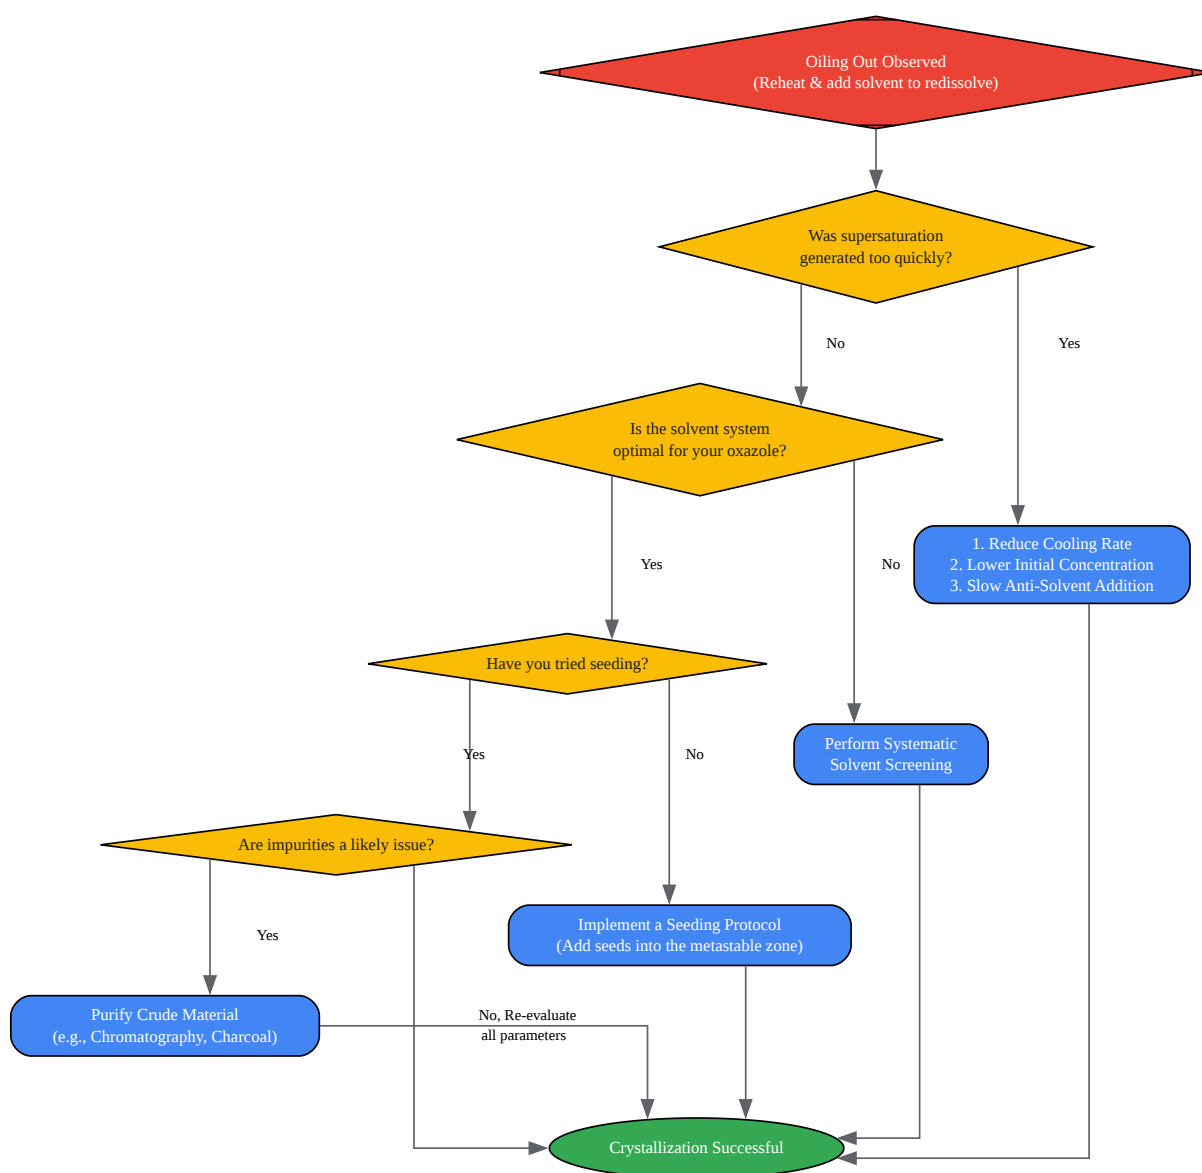 Oiling Out Observed
(Reheat & add solvent to redissolve)
Was supersaturation
generated too quickly?
No
Yes
Is the solvent system
optimal for your oxazole?
1. Reduce Cooling Rate
2. Lower Initial Concentration
3. Slow Anti-Solvent Addition
Yes
No
Have you tried seeding?
Perform Systematic
Solvent Screening
Yes
No
Are impurities a likely issue?
Implement a Seeding Protocol
(Add seeds into the metastable zone)
Yes
Purify Crude Material
(e.g., Chromatography, Charcoal)
No, Re-evaluate
all parameters
Crystallization Successful